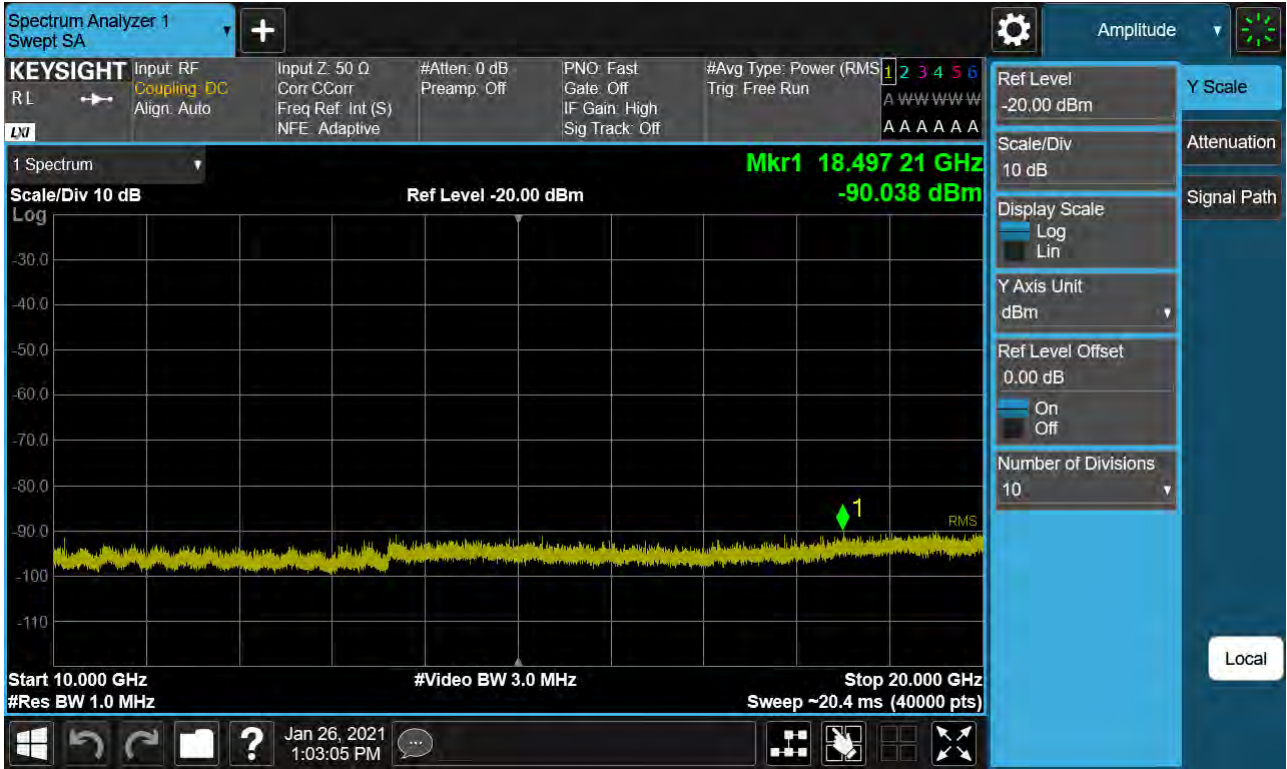 Spectrum Analyzer 1
Swept SA
Amplitude
KEYSIGHT
R L
LXI
Input: RF
Coupling: DC
Align: Auto
Input Z: 50 Ω
Corr CCorr
Freq Ref: Int (S)
NFE: Adaptive
#Atten: 0 dB
Preamp: Off
PNO: Fast
Gate: Off
IF Gain: High
Sig Track: Off
#Avg Type: Power (RMS
Trig: Free Run
1 2 3 4 5 6
A W W W W W
A A A A A A
1 Spectrum
Scale/Div 10 dB
Ref Level -20.00 dBm
Mkr1 18.497 21 GHz
-90.038 dBm
Log
-30.0
-40.0
-50.0
-60.0
-70.0
-80.0
-90.0
-100
-110
1
RMS
Start 10.000 GHz
#Res BW 1.0 MHz
#Video BW 3.0 MHz
Stop 20.000 GHz
Sweep ~20.4 ms (40000 pts)
Ref Level
-20.00 dBm
Scale/Div
10 dB
Display Scale
Log
Lin
Y Axis Unit
dBm
Ref Level Offset
0.00 dB
On
Off
Number of Divisions
10
Y Scale
Attenuation
Signal Path
Local
?
Jan 26, 2021
1:03:05 PM